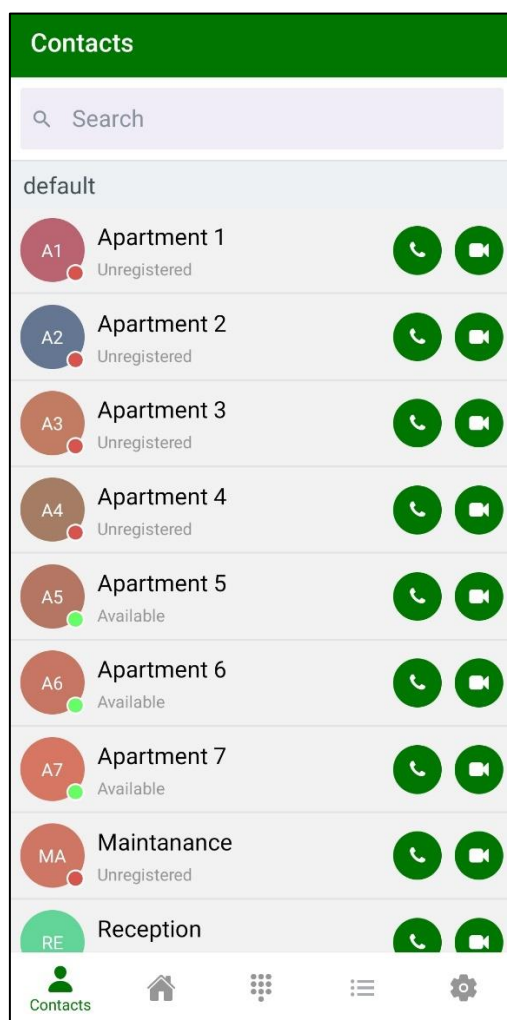 Contacts
Search
default
A1
Apartment 1
Unregistered
A2
Apartment 2
Unregistered
A3
Apartment 3
Unregistered
A4
Apartment 4
Unregistered
A5
Apartment 5
Available
A6
Apartment 6
Available
A7
Apartment 7
Available
MA
Maintanance
Unregistered
RE
Reception
Contacts